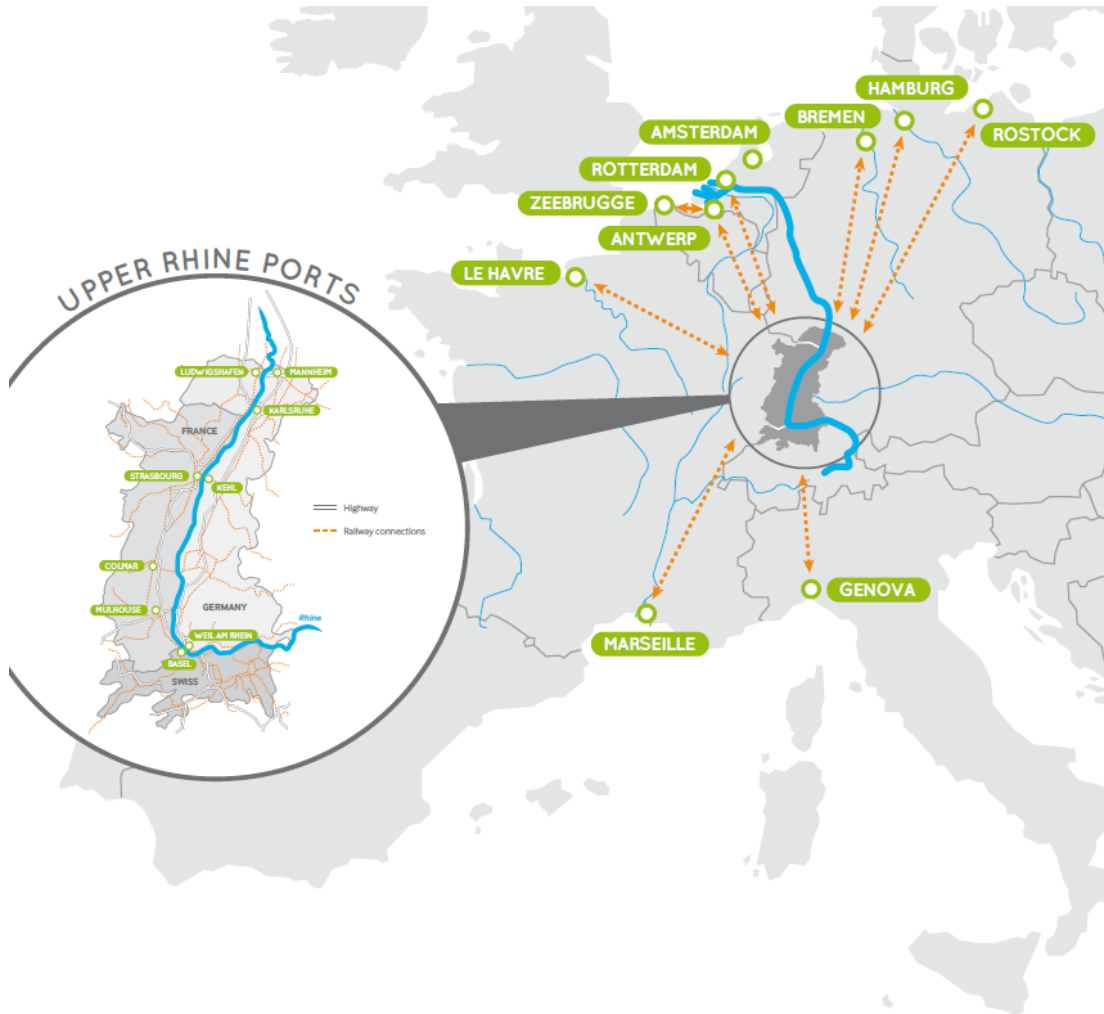 HAMBURG
BREMEN
ROSTOCK
AMSTERDAM
ROTTERDAM
ZEEBRUGGE
ANTWERP
LE HAVRE
UPPER RHINE PORTS
LUDWIGSHAFEN
MANNHEIM
KARLSRUHE
FRANCE
STRASBOURG
KEHL
Highway
Railway connections
COLMAR
MULHOUSE
GERMANY
Rhine
WEIL AM RHEIN
BASEL
SWISS
GENOVA
MARSEILLE